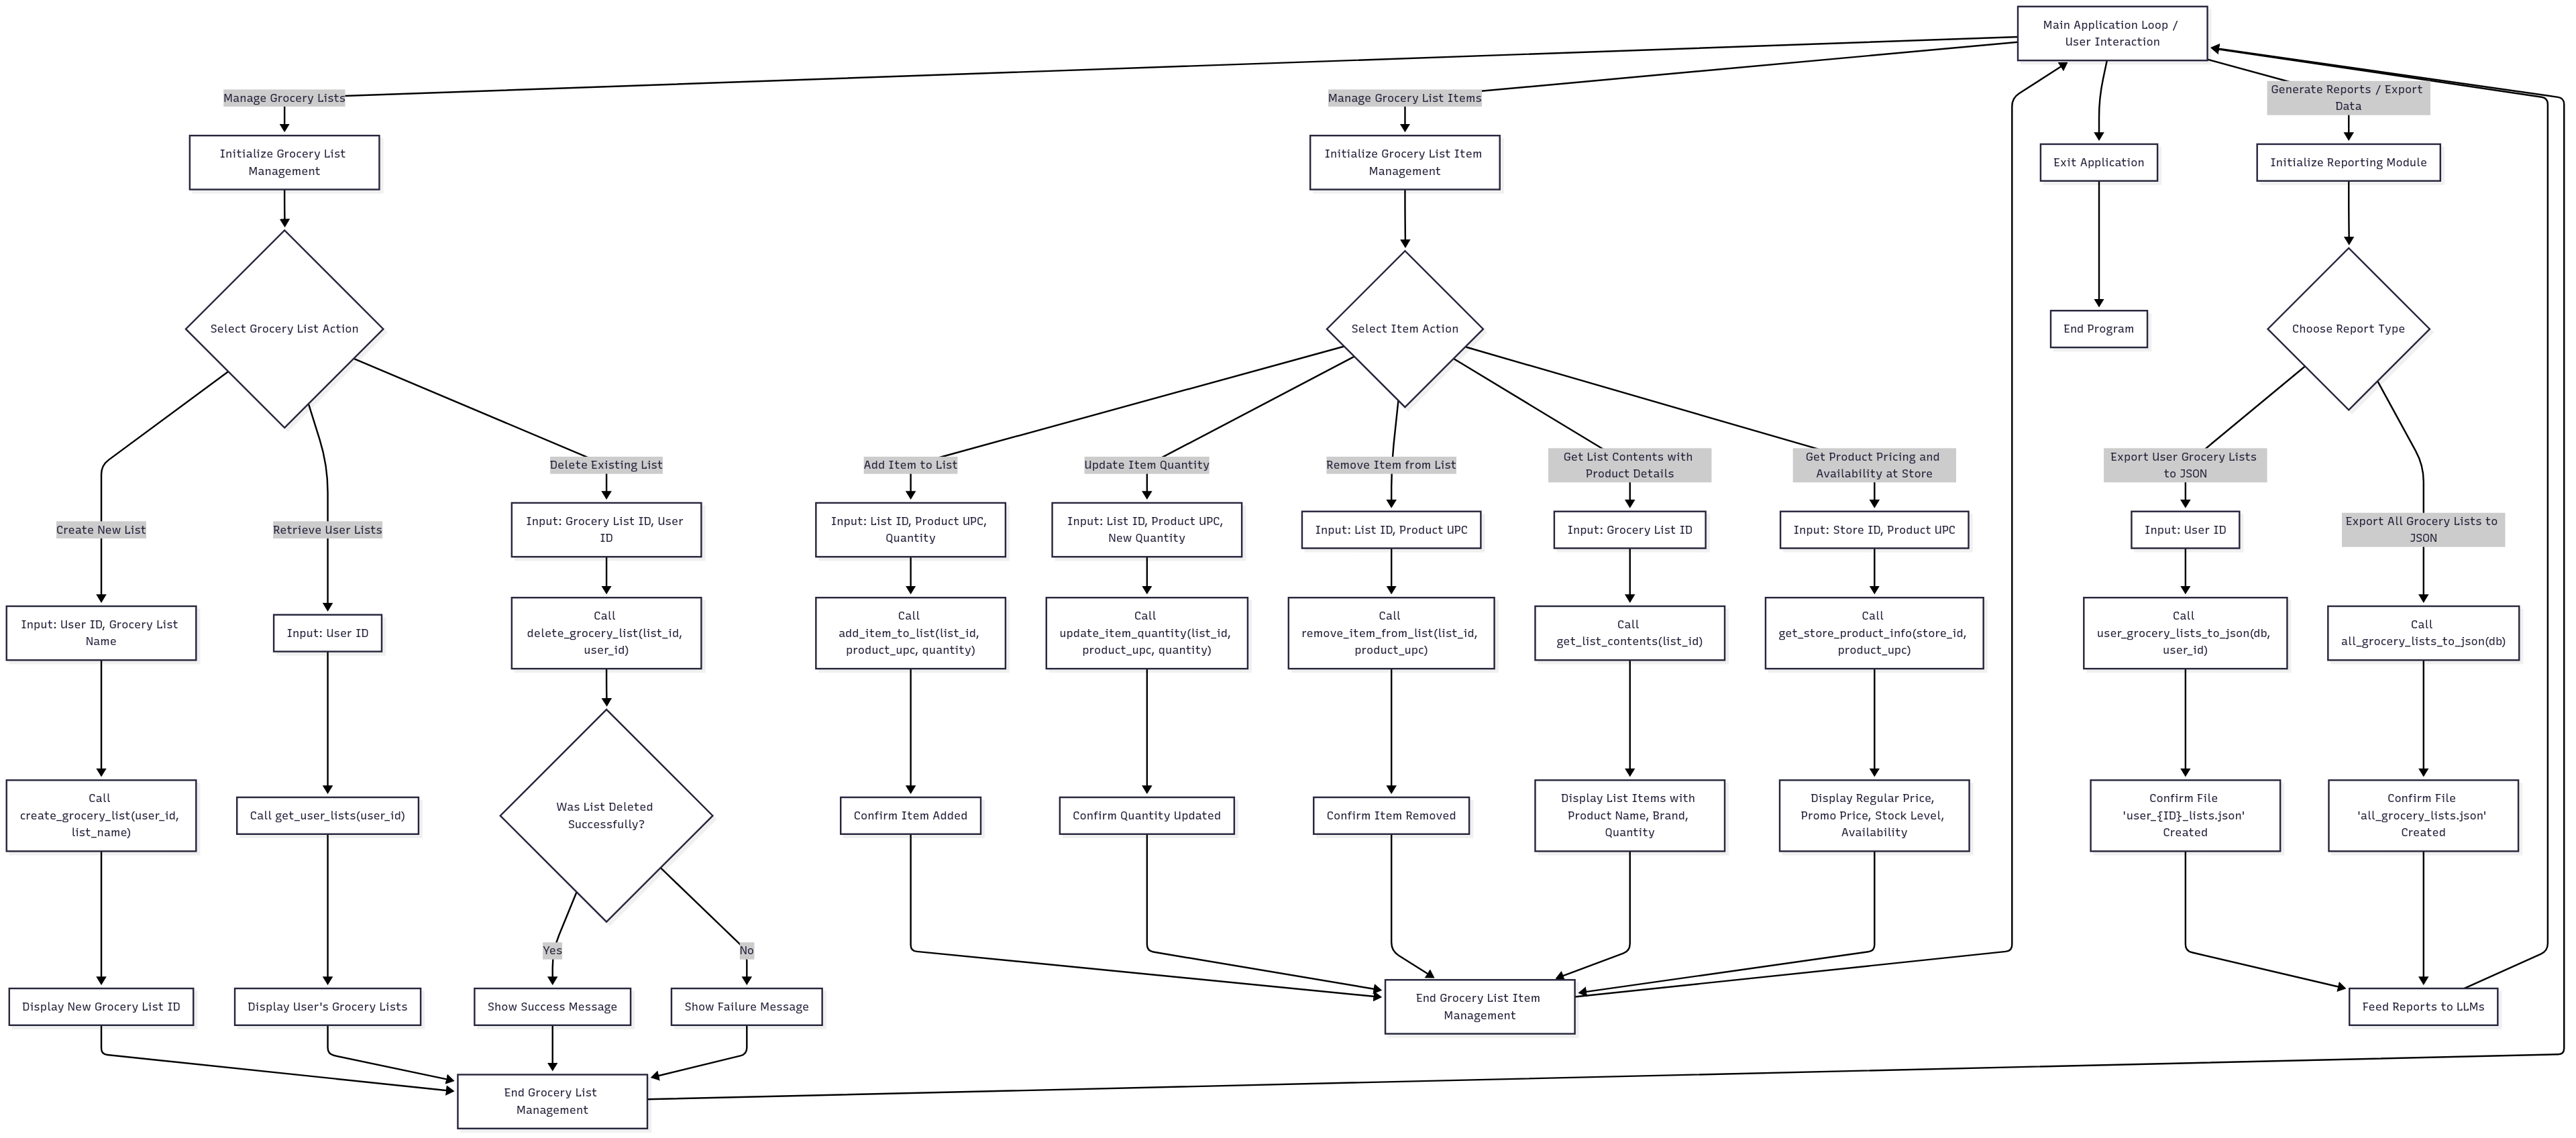 Main Application Loop /
User Interaction
Manage Grocery Lists
Manage Grocery List Items
Generate Reports / Export
Data
Initialize Grocery List
Management
Initialize Grocery List Item
Management
Exit Application
Initialize Reporting Module
Select Grocery List Action
Select Item Action
End Program
Choose Report Type
Create New List
Retrieve User Lists
Delete Existing List
Add Item to List
Update Item Quantity
Remove Item from List
Get List Contents with
Product Details
Get Product Pricing and
Availability at Store
Export User Grocery Lists
to JSON
Export All Grocery Lists to
JSON
Input: Grocery List ID, User
ID
Input: List ID, Product UPC,
Quantity
Input: List ID, Product UPC,
New Quantity
Input: List ID, Product UPC
Input: Grocery List ID
Input: Store ID, Product UPC
Input: User ID
Input: User ID, Grocery List
Name
Input: User ID
Call
delete_grocery_list(list_id,
user_id)
Call
add_item_to_list(list_id,
product_upc, quantity)
Call
update_item_quantity(list_id,
product_upc, quantity)
Call
remove_item_from_list(list_id,
product_upc)
Call
get_list_contents(list_id)
Call
get_store_product_info(store_id,
product_upc)
Call
user_grocery_lists_to_json(db,
user_id)
Call
all_grocery_lists_to_json(db)
Call
create_grocery_list(user_id,
list_name)
Call get_user_lists(user_id)
Was List Deleted
Successfully?
Confirm Item Added
Confirm Quantity Updated
Confirm Item Removed
Display List Items with
Product Name, Brand,
Quantity
Display Regular Price,
Promo Price, Stock Level,
Availability
Confirm File
'user_{ID}_lists.json'
Created
Confirm File
'all_grocery_lists.json'
Created
Yes
No
Display New Grocery List ID
Display User's Grocery Lists
Show Success Message
Show Failure Message
End Grocery List Item
Management
Feed Reports to LLMs
End Grocery List
Management